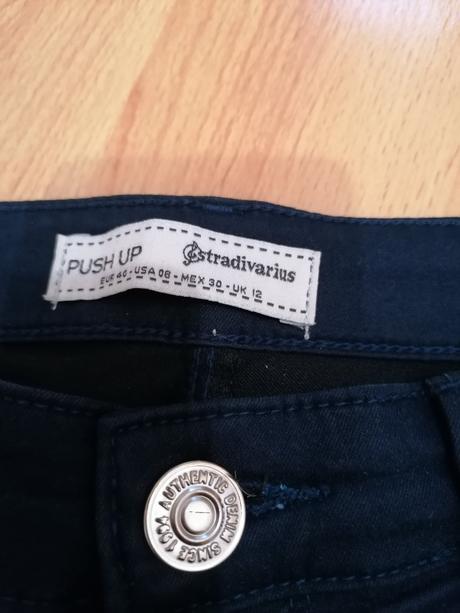 PUSH UP
Stradivarius
EUR 40 - USA 08 - MEX 30 - UK 12
AUTHENTIC DENIM SINCE 1994